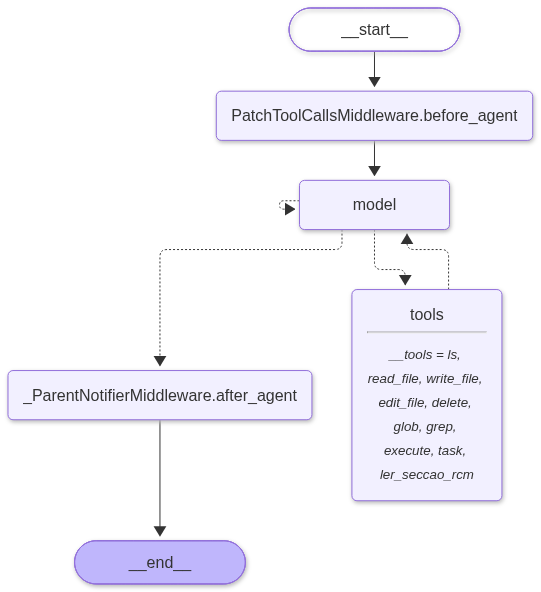 __start__
PatchToolCallsMiddleware.before_agent
model
tools
__tools = ls,
read_file, write_file,
edit_file, delete,
glob, grep,
execute, task,
ler_seccao_rcm
_ParentNotifierMiddleware.after_agent
__end__